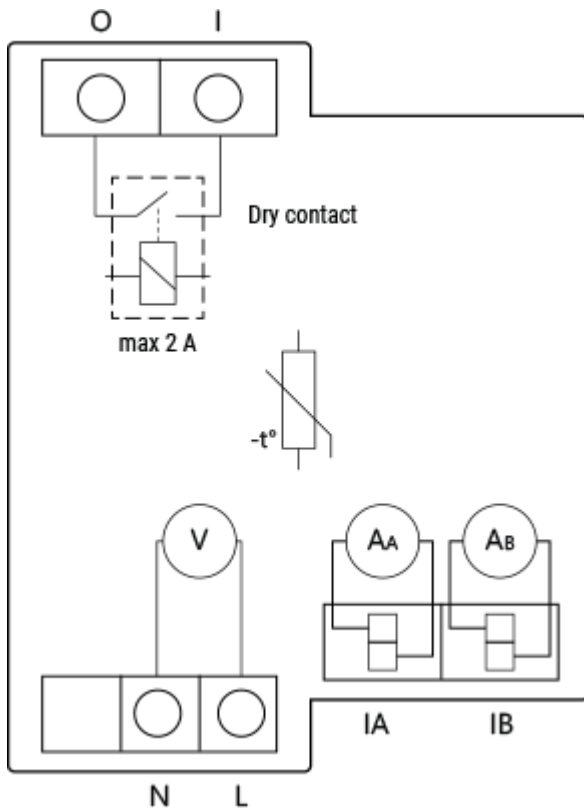 O I
Dry contact
max 2 A
-t°
V AA AB
IA IB
N L